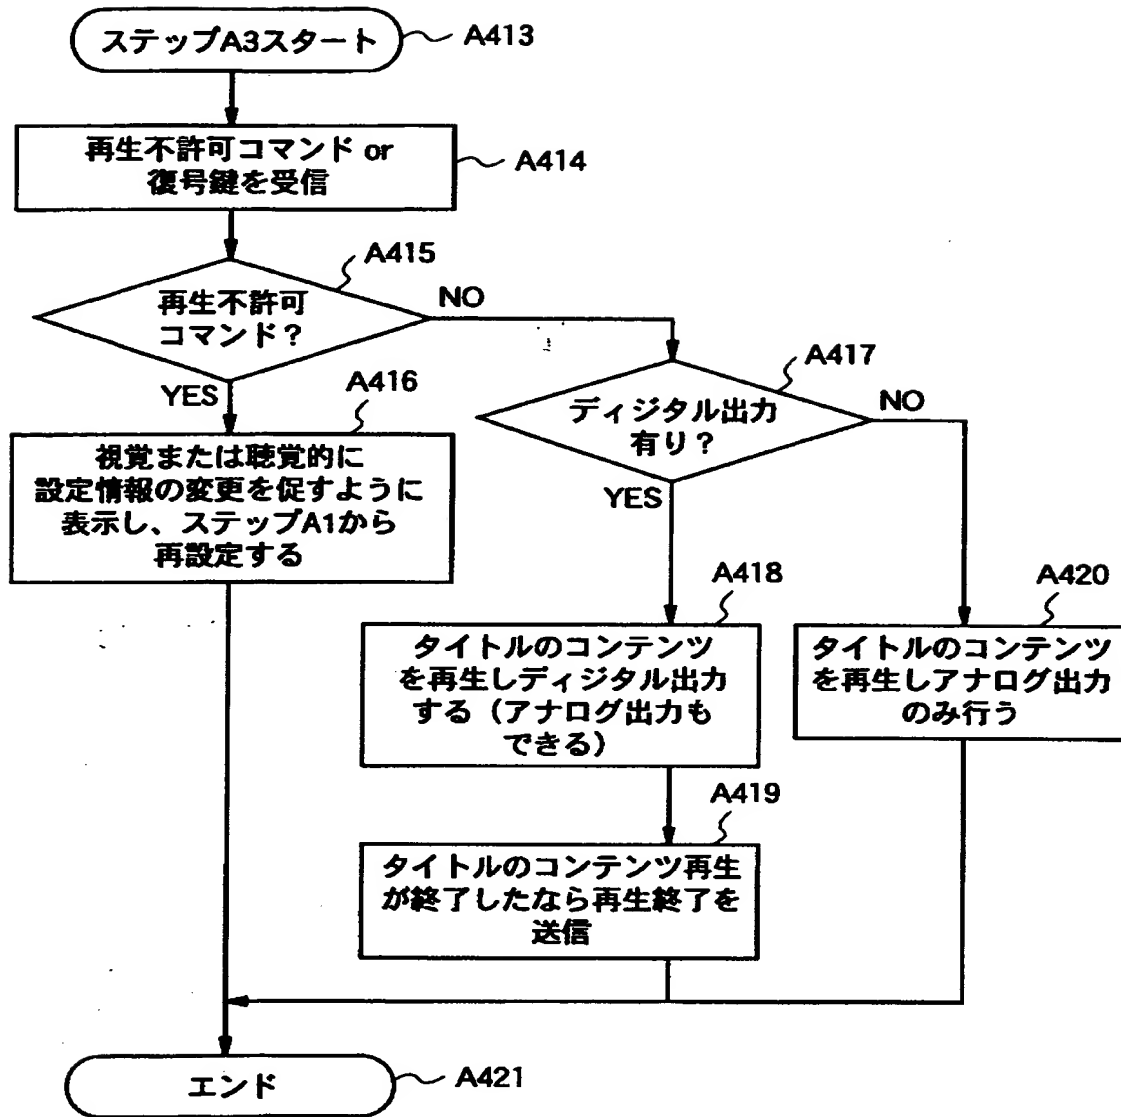 ステップA3スタート
A413
再生不許可コマンド or
復号鍵を受信
A414
A415
再生不許可
コマンド？
NO
YES
A416
視覚または聴覚的に
設定情報の変更を促すように
表示し、ステップA1から
再設定する
A417
ディジタル出力
有り？
NO
YES
A418
タイトルのコンテンツ
を再生しディジタル出力
する（アナログ出力も
できる）
A420
タイトルのコンテンツ
を再生しアナログ出力
のみ行う
A419
タイトルのコンテンツ再生
が終了したなら再生終了を
送信
エンド
A421